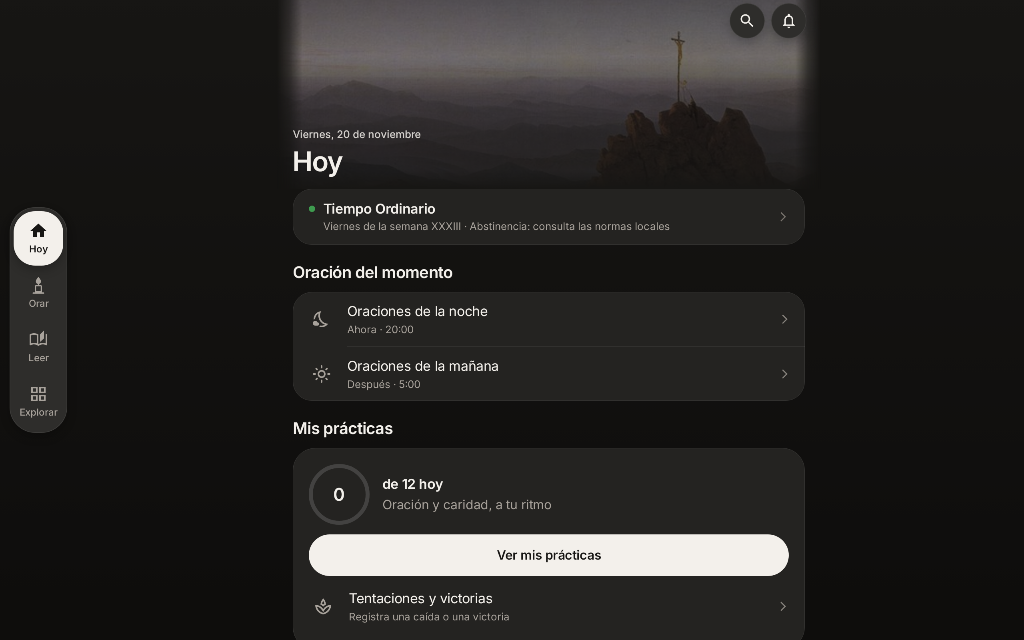 Viernes, 20 de noviembre
Hoy
Tiempo Ordinario
Viernes de la semana XXXIII · Abstinencia: consulta las normas locales
Hoy
Orar
Leer
Explorar
Oración del momento
Oraciones de la noche
Ahora · 20:00
Oraciones de la mañana
Después · 5:00
Mis prácticas
0
de 12 hoy
Oración y caridad, a tu ritmo
Ver mis prácticas
Tentaciones y victorias
Registra una caída o una victoria